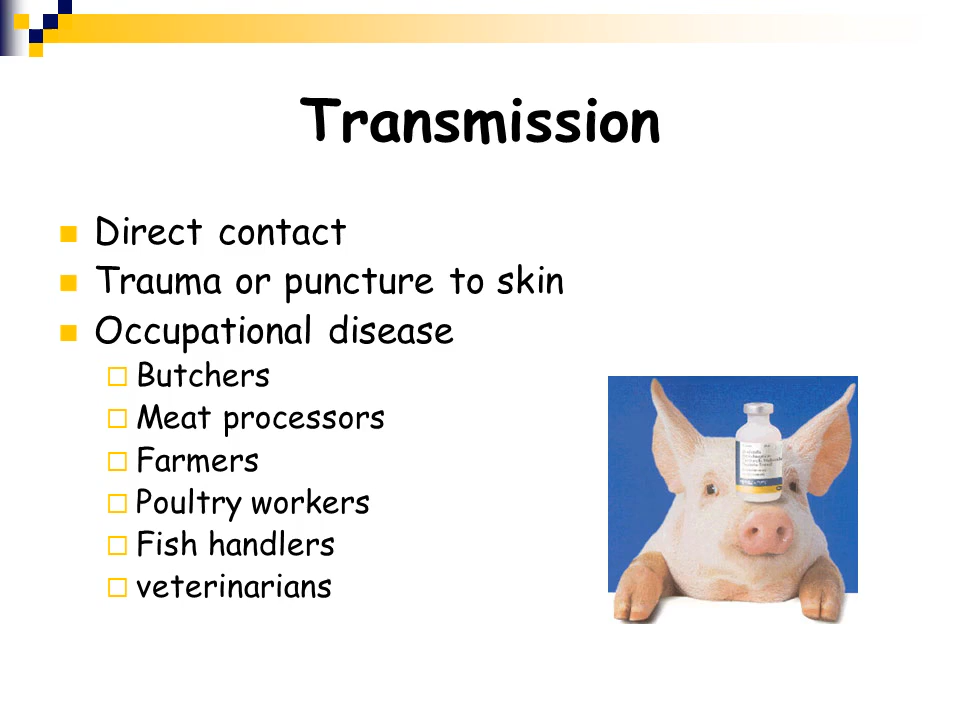 Transmission
Direct contact
Trauma or puncture to skin
Occupational disease
Butchers
Meat processors
Farmers
Poultry workers
Fish handlers
veterinarians